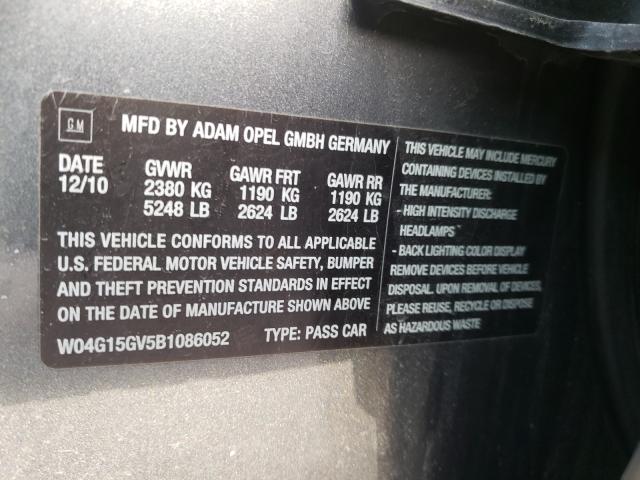 GM
MFD BY ADAM OPEL GMBH GERMANY
DATE GVWR GAWR FRT GAWR RR
12/10 2380 KG 1190 KG 1190 KG
5248 LB 2624 LB 2624 LB
THIS VEHICLE CONFORMS TO ALL APPLICABLE
U.S. FEDERAL MOTOR VEHICLE SAFETY, BUMPER
AND THEFT PREVENTION STANDARDS IN EFFECT
ON THE DATE OF MANUFACTURE SHOWN ABOVE
W04G15GV5B1086052 TYPE: PASS CAR
THIS VEHICLE MAY INCLUDE MERCURY
CONTAINING DEVICES INSTALLED BY
THE MANUFACTURER:
- HIGH INTENSITY DISCHARGE
HEADLAMPS
- BACK LIGHTING COLOR DISPLAY
REMOVE DEVICES BEFORE VEHICLE
DISPOSAL. UPON REMOVAL OF DEVICES,
PLEASE REUSE, RECYCLE OR DISPOSE
AS HAZARDOUS WASTE